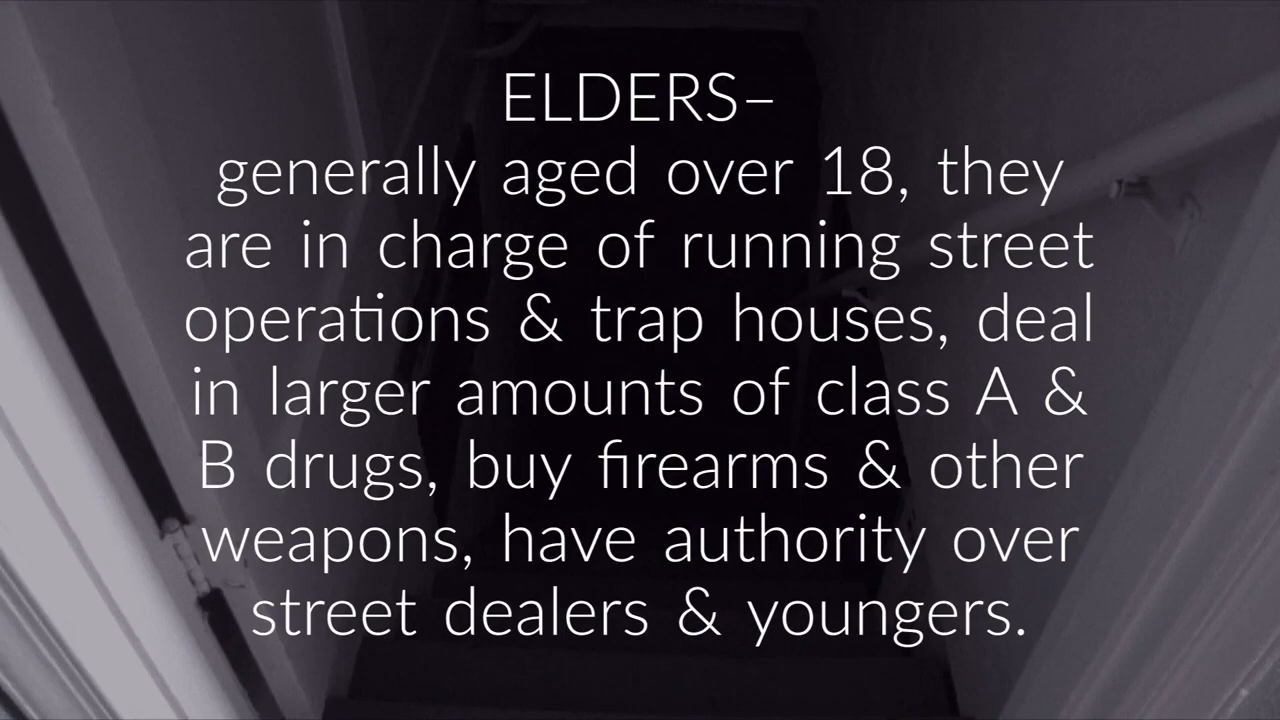 ELDERS–
generally aged over 18, they
are in charge of running street
operations & trap houses, deal
in larger amounts of class A &
B drugs, buy firearms & other
weapons, have authority over
street dealers & youngers.